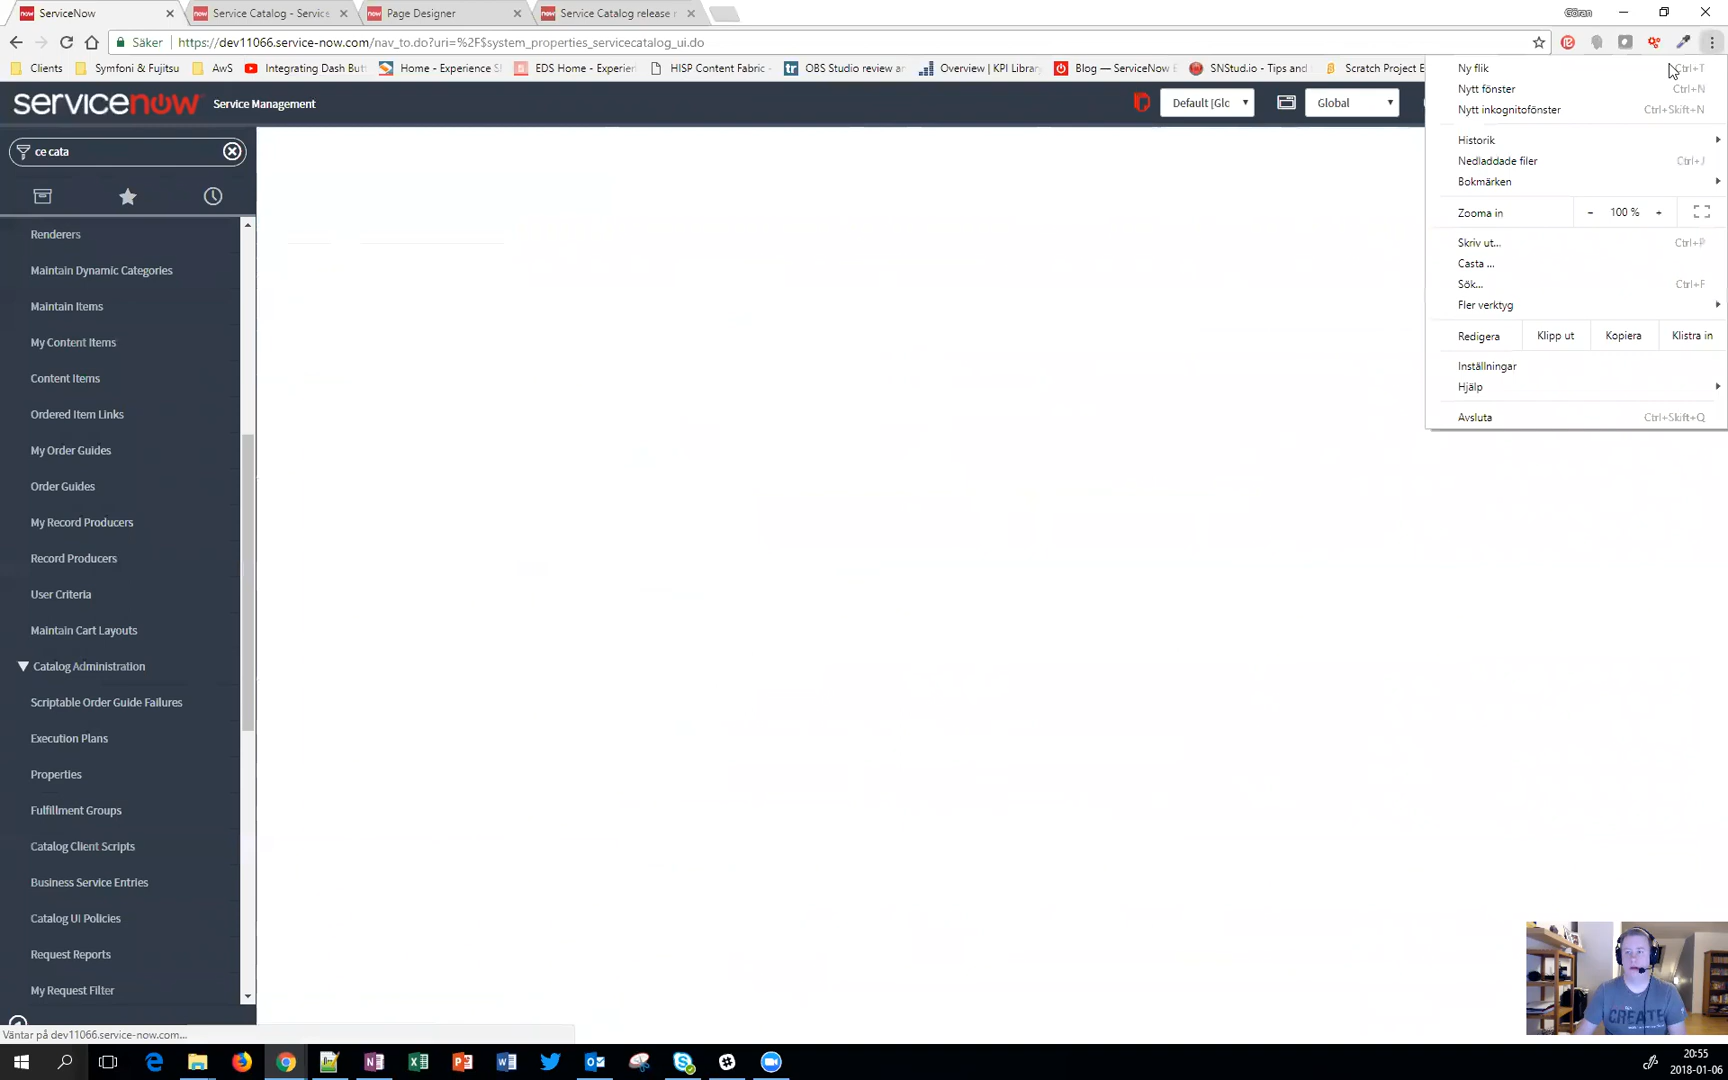 ServiceNow
Service Catalog - Service
Page Designer
Service Catalog release n
Göran
Säker
https://dev11066.service-now.com/nav_to.do?uri=%2F$system_properties_servicecatalog_ui.do
Clients
Symfoni & Fujitsu
AwS
Integrating Dash Butt
Home - Experience S
EDS Home - Experien
HISP Content Fabric -
OBS Studio review an
Overview | KPI Library
Blog — ServiceNow E
SNStud.io - Tips and
Scratch Project E
servicenow
Service Management
Default [Glc
Global
ce cata
Renderers
Maintain Dynamic Categories
Maintain Items
My Content Items
Content Items
Ordered Item Links
My Order Guides
Order Guides
My Record Producers
Record Producers
User Criteria
Maintain Cart Layouts
Catalog Administration
Scriptable Order Guide Failures
Execution Plans
Properties
Fulfillment Groups
Catalog Client Scripts
Business Service Entries
Catalog UI Policies
Request Reports
My Request Filter
Väntar på dev11066.service-now.com...
Ny flik Ctrl+T
Nytt fönster Ctrl+N
Nytt inkognitofönster Ctrl+Skift+N
Historik
Nedladdade filer Ctrl+J
Bokmärken
Zooma in - 100 % +
Skriv ut... Ctrl+P
Casta ...
Sök... Ctrl+F
Fler verktyg
Redigera Klipp ut Kopiera Klistra in
Inställningar
Hjälp
Avsluta Ctrl+Skift+Q
CREATE
20:55
2018-01-06